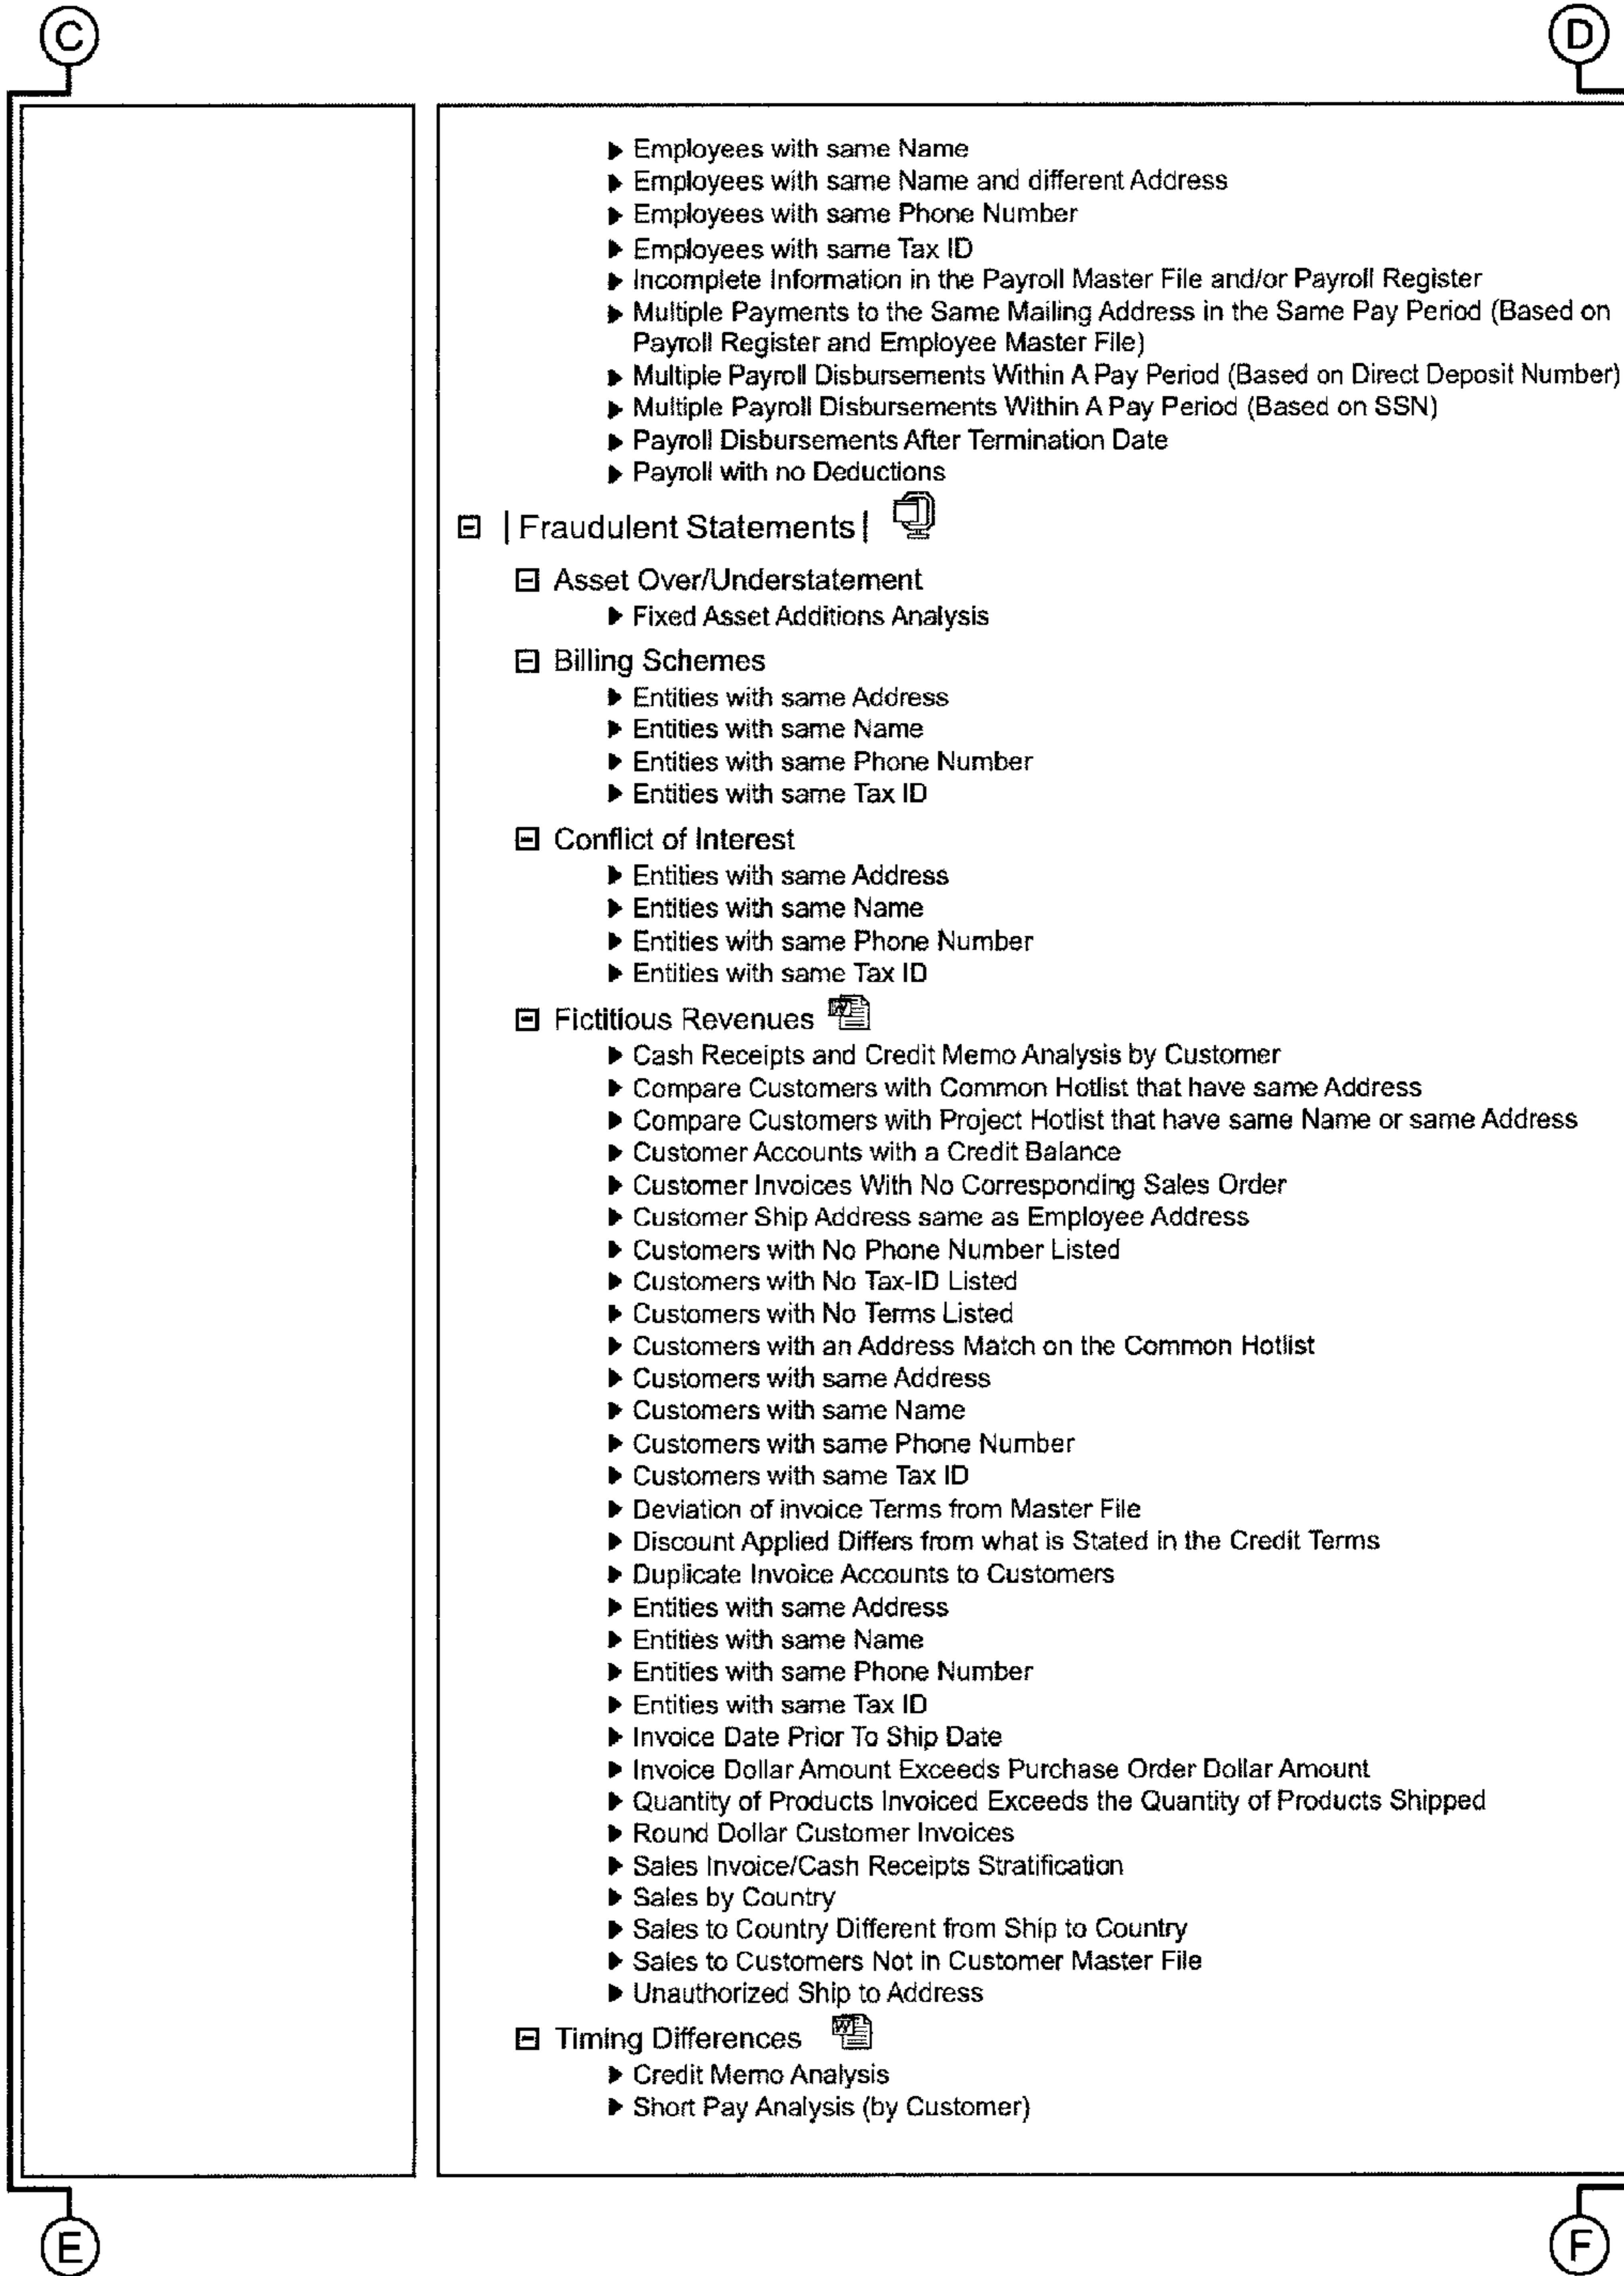 C
D
Employees with same Name
Employees with same Name and different Address
Employees with same Phone Number
Employees with same Tax ID
Incomplete Information in the Payroll Master File and/or Payroll Register
Multiple Payments to the Same Mailing Address in the Same Pay Period (Based on
Payroll Register and Employee Master File)
Multiple Payroll Disbursements Within A Pay Period (Based on Direct Deposit Number)
Multiple Payroll Disbursements Within A Pay Period (Based on SSN)
Payroll Disbursements After Termination Date
Payroll with no Deductions
| Fraudulent Statements |
Asset Over/Understatement
Fixed Asset Additions Analysis
Billing Schemes
Entities with same Address
Entities with same Name
Entities with same Phone Number
Entities with same Tax ID
Conflict of Interest
Entities with same Address
Entities with same Name
Entities with same Phone Number
Entities with same Tax ID
Fictitious Revenues
Cash Receipts and Credit Memo Analysis by Customer
Compare Customers with Common Hotlist that have same Address
Compare Customers with Project Hotlist that have same Name or same Address
Customer Accounts with a Credit Balance
Customer Invoices With No Corresponding Sales Order
Customer Ship Address same as Employee Address
Customers with No Phone Number Listed
Customers with No Tax-ID Listed
Customers with No Terms Listed
Customers with an Address Match on the Common Hotlist
Customers with same Address
Customers with same Name
Customers with same Phone Number
Customers with same Tax ID
Deviation of invoice Terms from Master File
Discount Applied Differs from what is Stated in the Credit Terms
Duplicate Invoice Accounts to Customers
Entities with same Address
Entities with same Name
Entities with same Phone Number
Entities with same Tax ID
Invoice Date Prior To Ship Date
Invoice Dollar Amount Exceeds Purchase Order Dollar Amount
Quantity of Products Invoiced Exceeds the Quantity of Products Shipped
Round Dollar Customer Invoices
Sales Invoice/Cash Receipts Stratification
Sales by Country
Sales to Country Different from Ship to Country
Sales to Customers Not in Customer Master File
Unauthorized Ship to Address
Timing Differences
Credit Memo Analysis
Short Pay Analysis (by Customer)
E
F